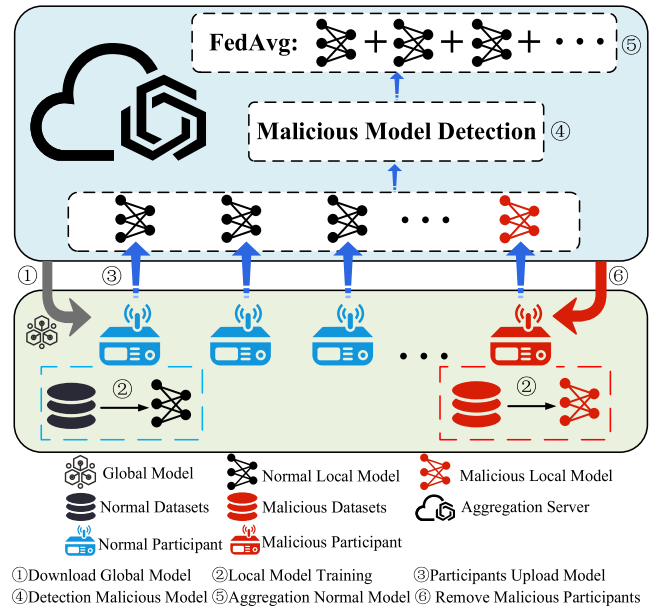 FedAvg: + + + · · ·
⑤
Malicious Model Detection ④
· · ·
① ③ ⑥
· · ·
② ②
Global Model Normal Local Model Malicious Local Model
Normal Datasets Malicious Datasets Aggregation Server
Normal Participant Malicious Participant
①Download Global Model ②Local Model Training ③Participants Upload Model
④Detection Malicious Model ⑤Aggregation Normal Model ⑥ Remove Malicious Participants